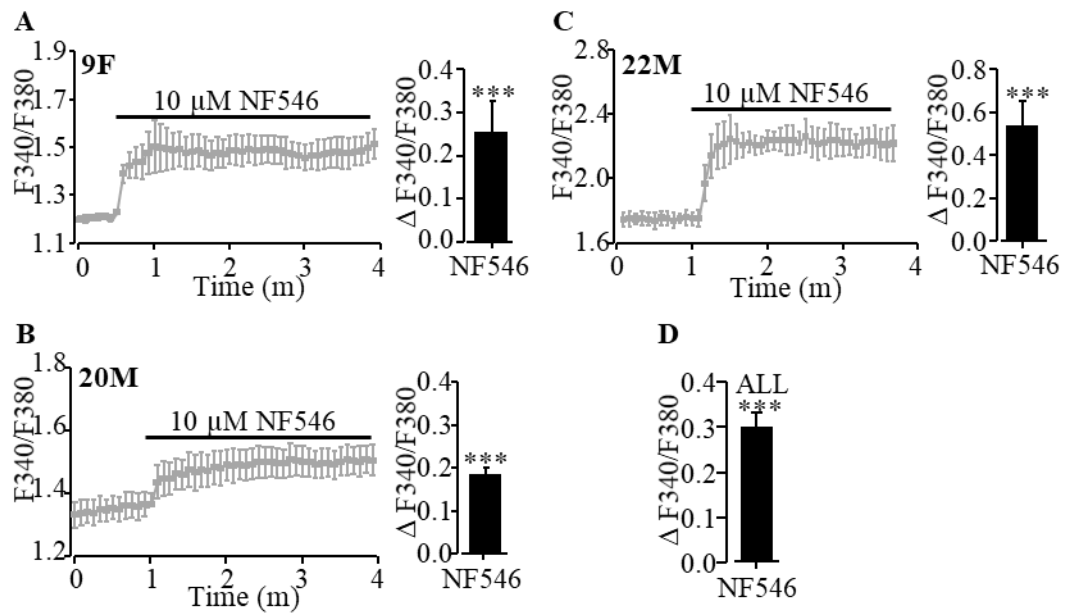 A
9F
F340/F380
1.9
1.7
1.5
1.3
1.1
10 µM NF546
0 1 2 3 4
Time (m)
Δ F340/F380
0.4
0.3
0.2
0.1
0.0
***
NF546
C
22M
F340/F380
2.8
2.4
2.0
1.6
10 µM NF546
0 1 2 3 4
Time (m)
Δ F340/F380
0.8
0.6
0.4
0.2
0.0
***
NF546
B
20M
F340/F380
1.8
1.6
1.4
1.2
10 µM NF546
0 1 2 3 4
Time (m)
Δ F340/F380
0.4
0.3
0.2
0.1
0.0
***
NF546
D
Δ F340/F380
0.4
0.3
0.2
0.1
0.0
ALL
***
NF546